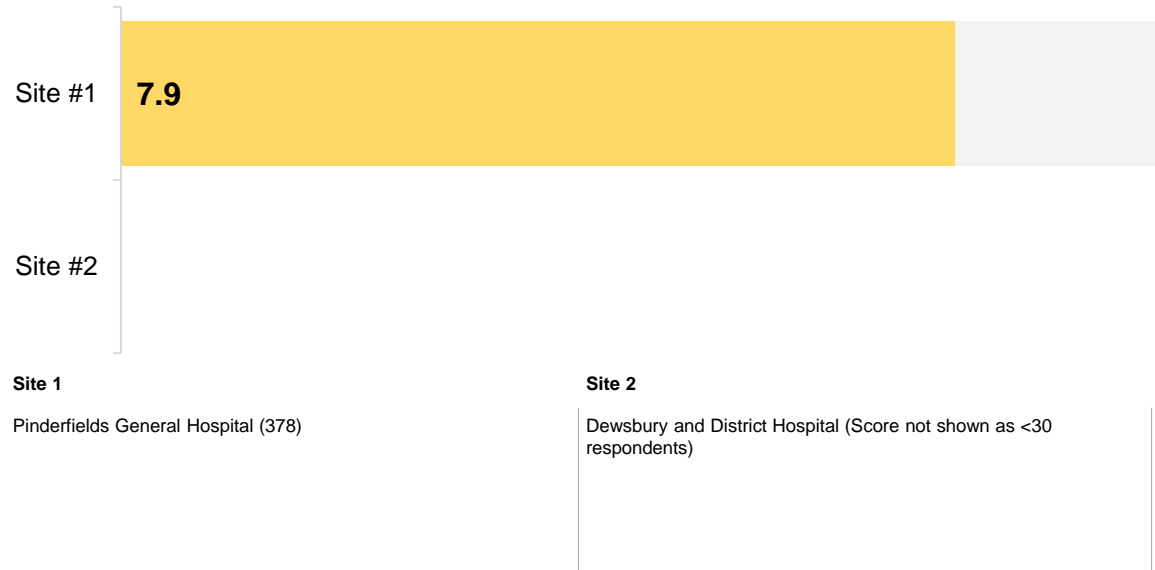 Site #1
7.9
Site #2
Site 1
Site 2
Pinderfields General Hospital (378)
Dewsbury and District Hospital (Score not shown as <30
respondents)